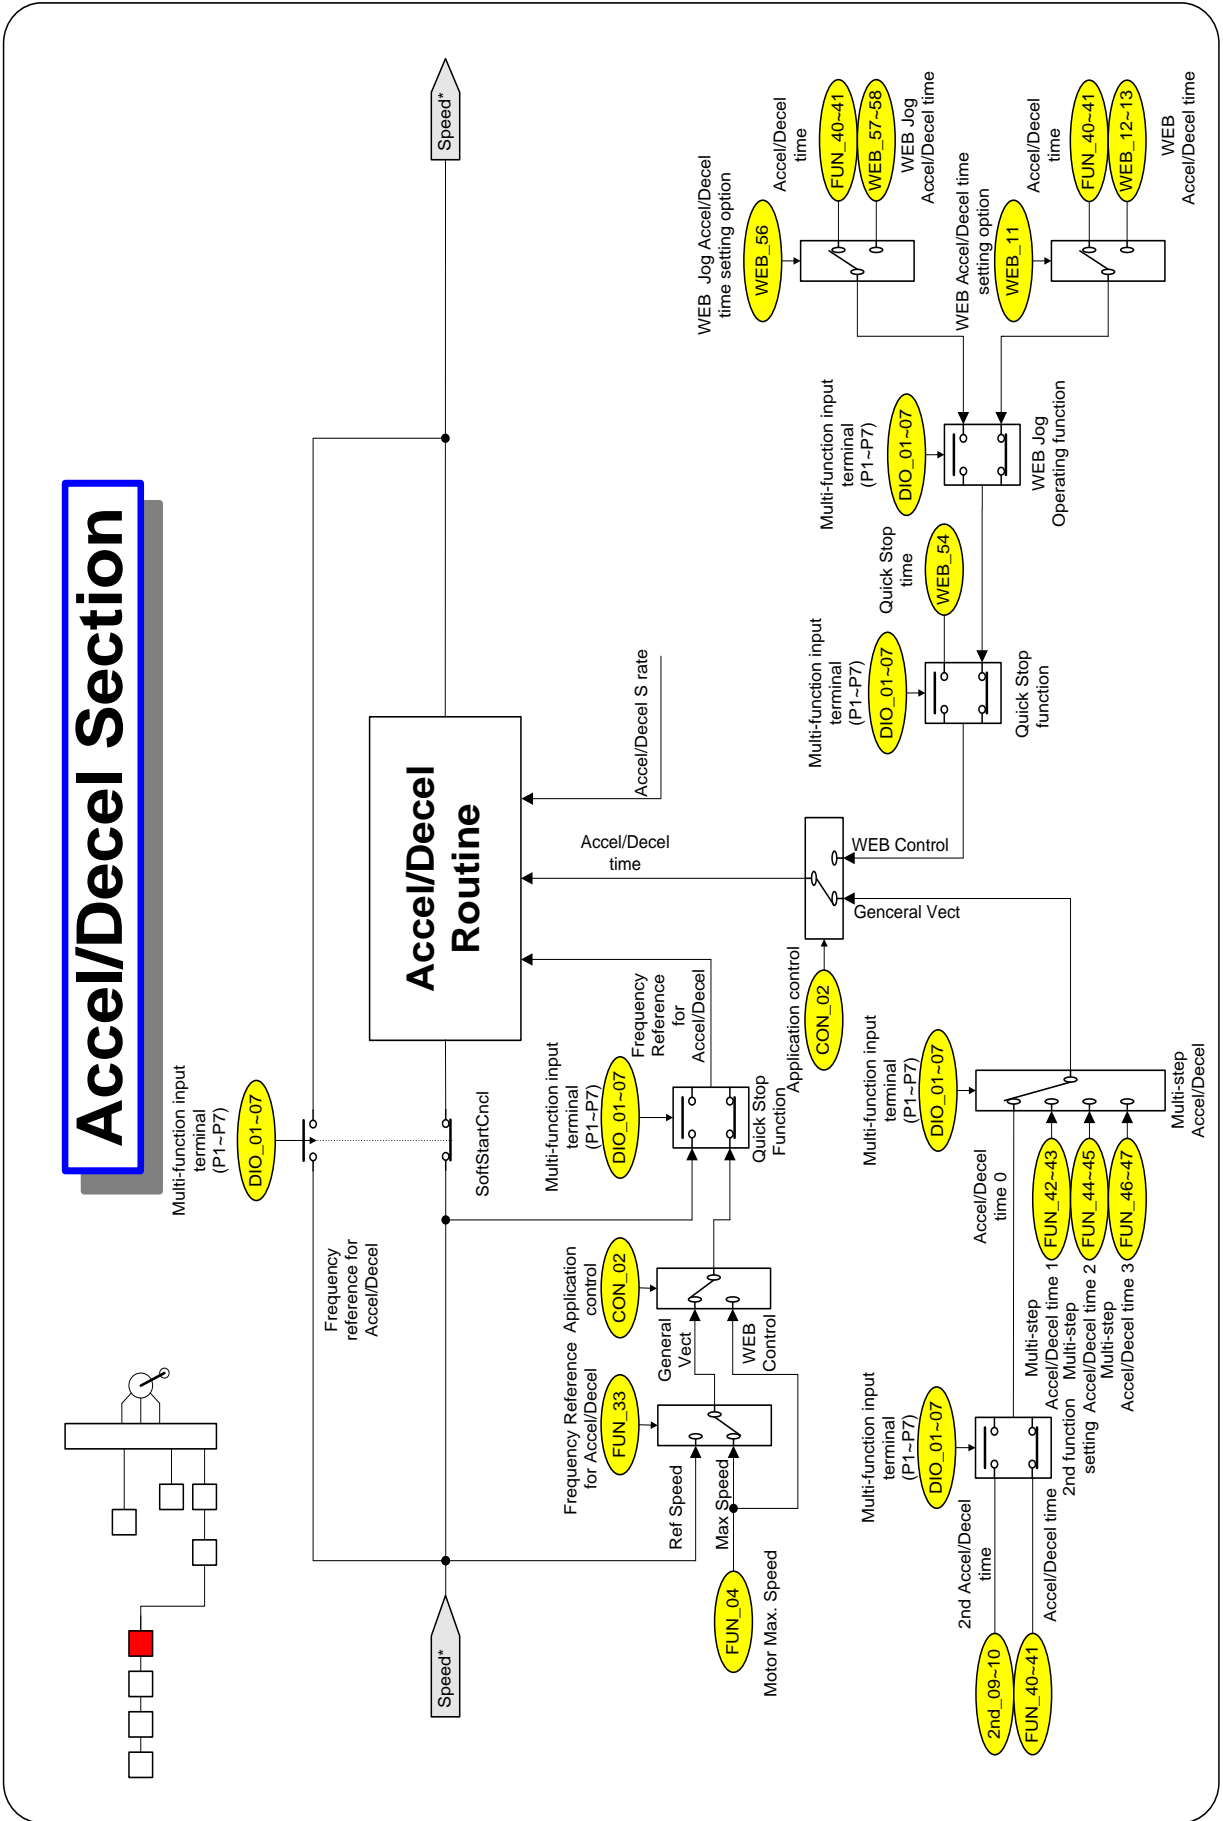 Accel/Decel Section
Multi-function input
terminal
(P1~P7)
DIO_01~07
Frequency
reference for
Accel/Decel
SoftStartCncl
Speed*
Speed*
Accel/Decel
Routine
Accel/Decel S rate
Accel/Decel
time
Frequency
Reference
for
Accel/Decel
Multi-function input
terminal
(P1~P7)
DIO_01~07
Quick Stop
Function
Application
control
CON_02
General
Vect
WEB
Control
Frequency Reference
for Accel/Decel
FUN_33
Ref Speed
Max Speed
FUN_04
Motor Max. Speed
Application control
CON_02
WEB Control
Genceral Vect
Multi-function input
terminal
(P1~P7)
DIO_01~07
Quick Stop
function
Quick Stop
time
WEB_54
Multi-function input
terminal
(P1~P7)
DIO_01~07
WEB Jog
Operating function
WEB  Jog Accel/Decel
time setting option
WEB_56
Accel/Decel
time
FUN_40~41
WEB_57~58
WEB Jog
Accel/Decel time
WEB Accel/Decel time
setting option
WEB_11
Accel/Decel
time
FUN_40~41
WEB_12~13
WEB
Accel/Decel time
Multi-function input
terminal
(P1~P7)
DIO_01~07
2nd Accel/Decel
time
2nd_09~10
FUN_40~41
Accel/Decel time
2nd function
setting
Multi-function input
terminal
(P1~P7)
DIO_01~07
Accel/Decel
time 0
FUN_42~43
FUN_44~45
FUN_46~47
Multi-step
Accel/Decel time 1
Multi-step
Accel/Decel time 2
Multi-step
Accel/Decel time 3
Multi-step
Accel/Decel